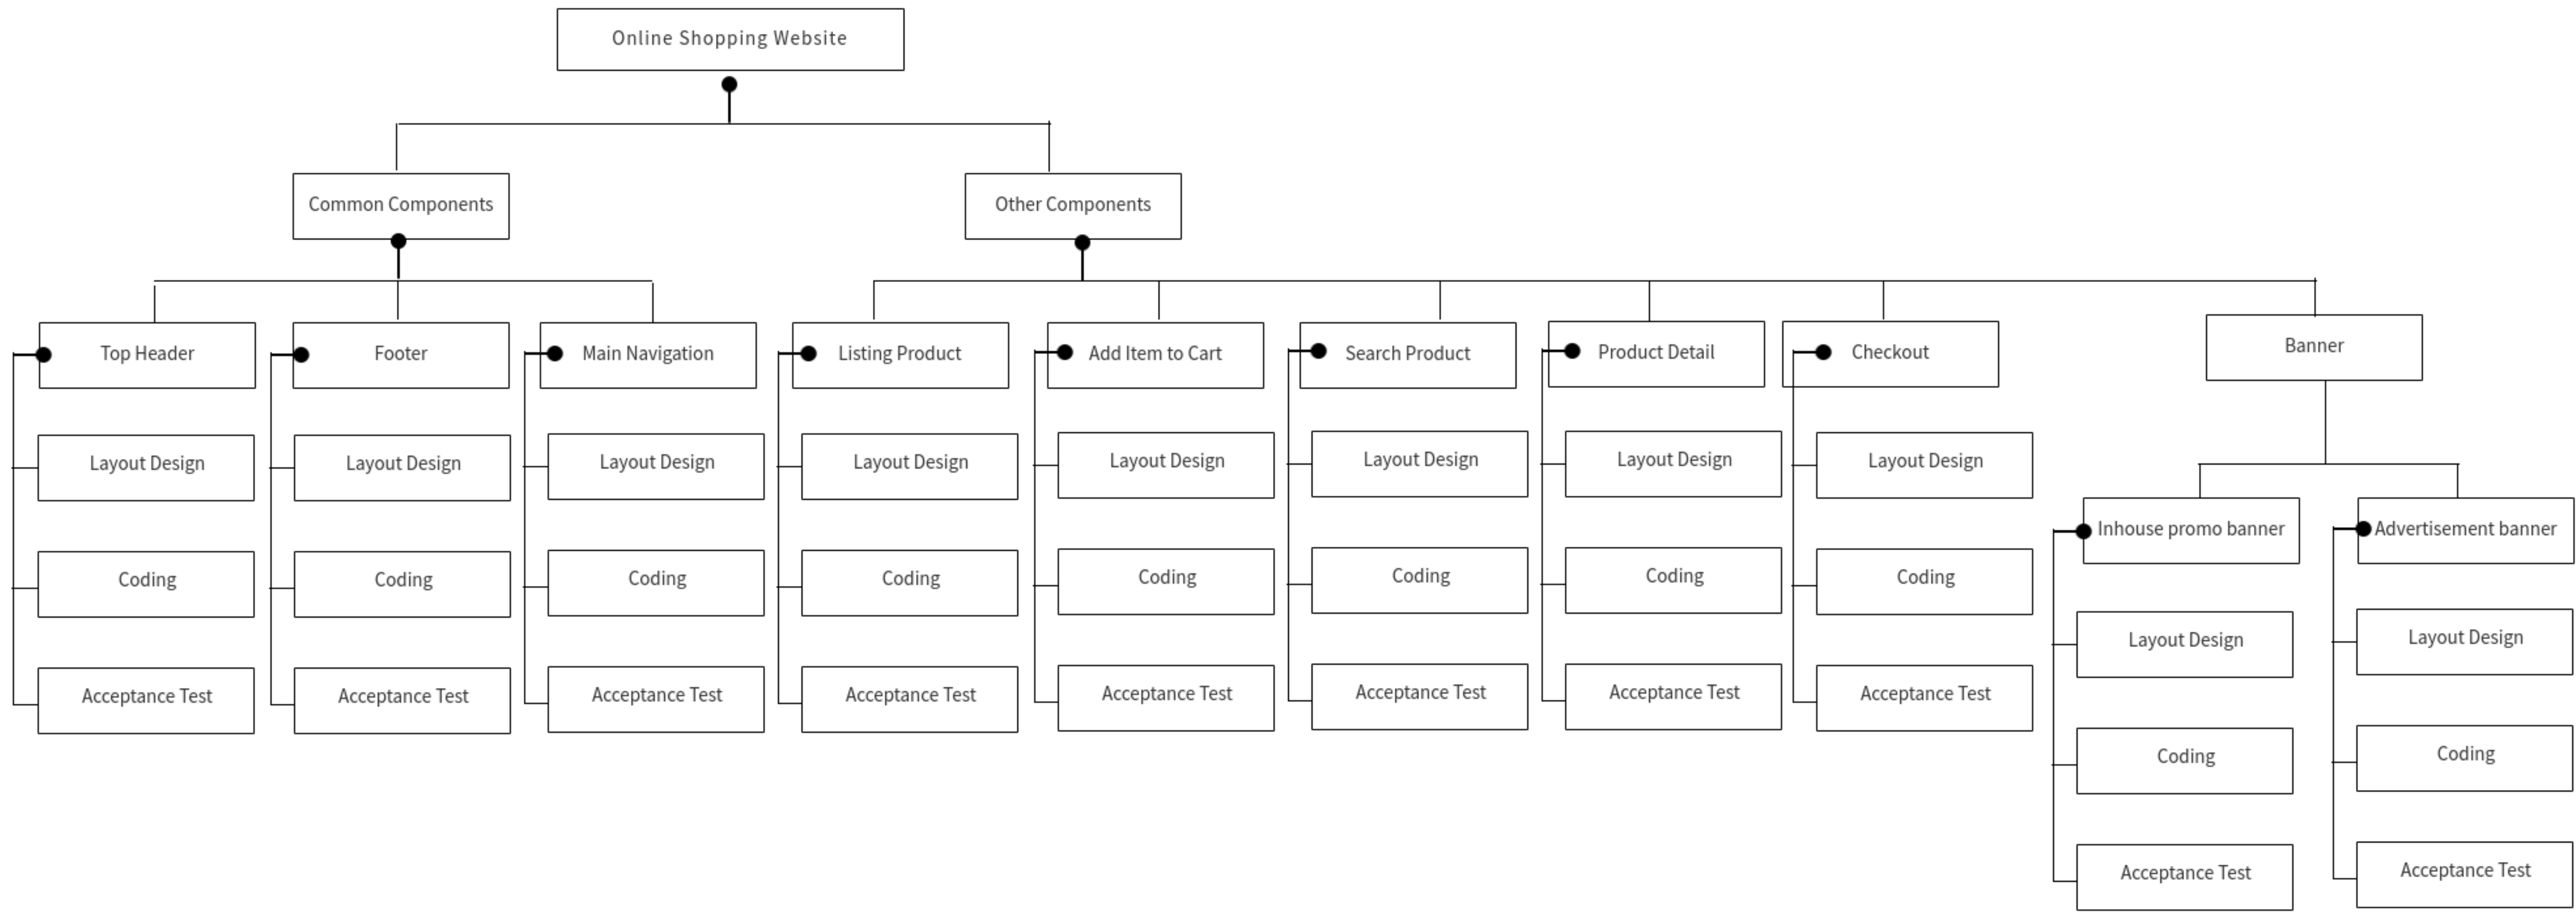 Online Shopping Website
Common Components
Other Components
Top Header
Footer
Main Navigation
Listing Product
Add Item to Cart
Search Product
Product Detail
Checkout
Banner
Layout Design
Layout Design
Layout Design
Layout Design
Layout Design
Layout Design
Layout Design
Layout Design
Inhouse promo banner
Advertisement banner
Coding
Coding
Coding
Coding
Coding
Coding
Coding
Coding
Layout Design
Layout Design
Acceptance Test
Acceptance Test
Acceptance Test
Acceptance Test
Acceptance Test
Acceptance Test
Acceptance Test
Acceptance Test
Coding
Coding
Acceptance Test
Acceptance Test